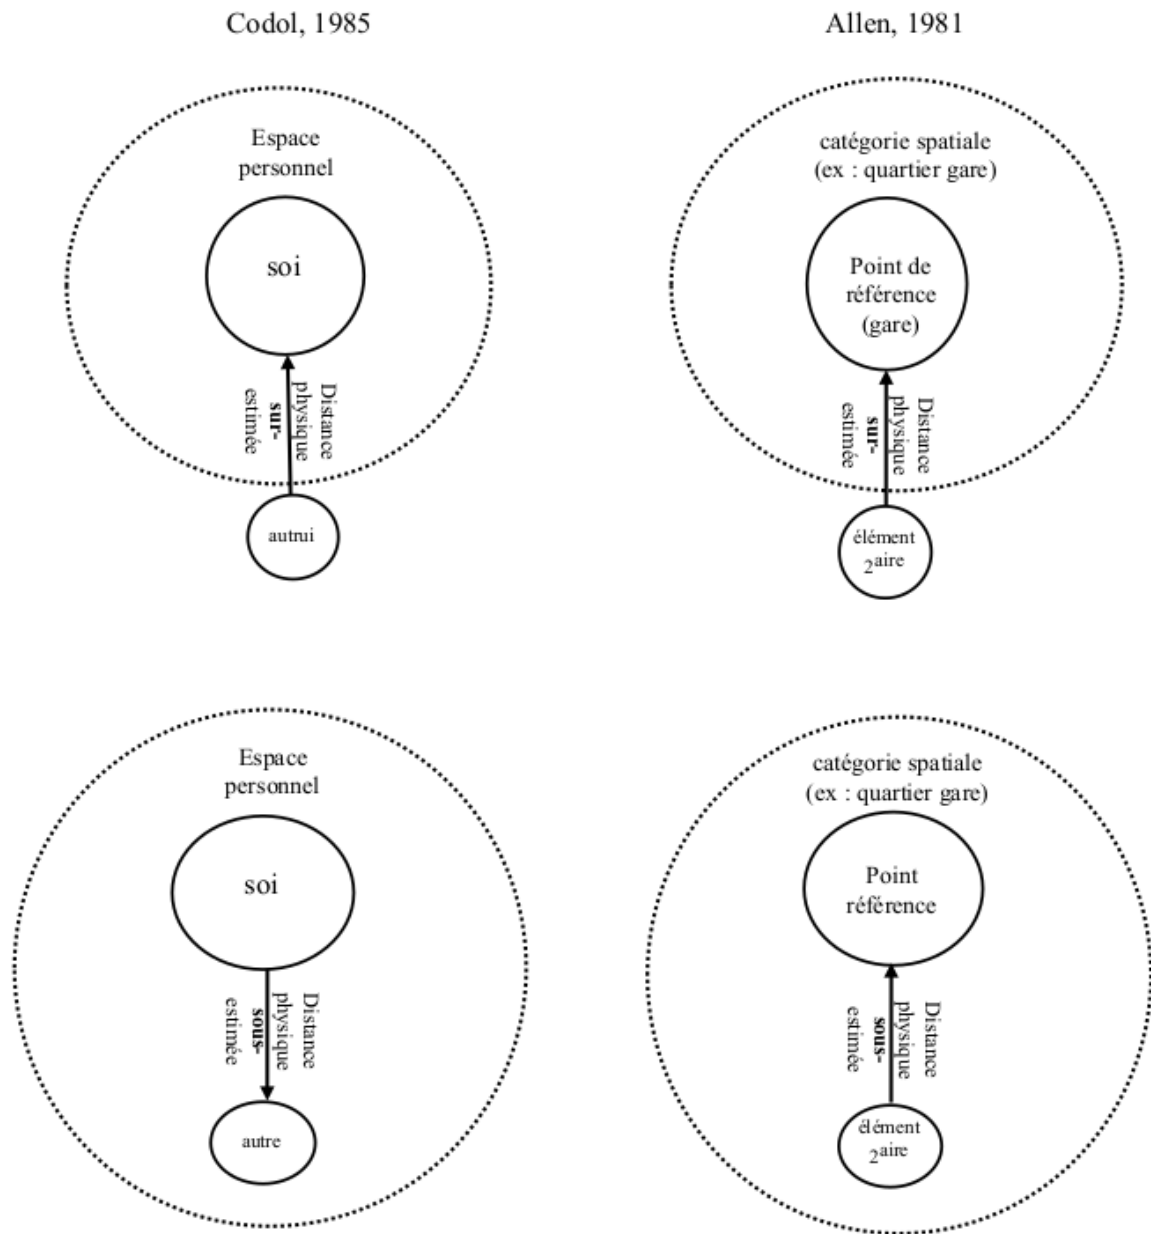 Codol, 1985
Allen, 1981
Espace
personnel
soi
Distance
physique
sur-
estimée
autrui
catégorie spatiale
(ex : quartier gare)
Point de
référence
(gare)
Distance
physique
sur-
estimée
élément
2aire
Espace
personnel
soi
Distance
physique
sous-
estimée
autre
catégorie spatiale
(ex : quartier gare)
Point
référence
Distance
physique
sous-
estimée
élément
2aire